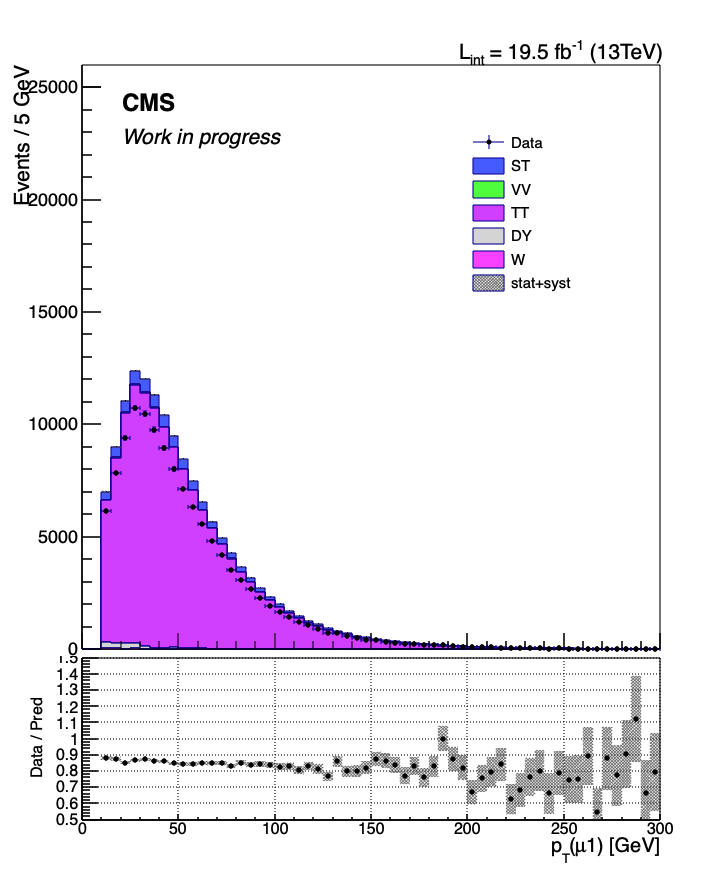 L_int = 19.5 fb⁻¹ (13TeV)
Events / 5 GeV
25000
20000
15000
10000
5000
0
CMS
Work in progress
Data
ST
VV
TT
DY
W
stat+syst
Data / Pred
1.5
1.4
1.3
1.2
1.1
1
0.9
0.8
0.7
0.6
0.5
0 50 100 150 200 250 300
p_T(μ1) [GeV]